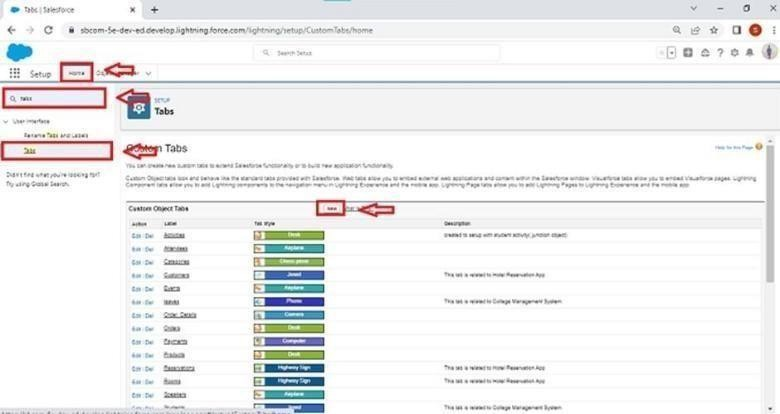 Tabs | Salesforce
sbcom-5e-dev-ed.develop.lightning.force.com/lightning/setup/CustomTabs/home
S
Search Setup
Setup
Home
tabs
SETUP
Tabs
User Interface
Rename Tabs and Labels
Tabs
Didn't find what you're looking for?
Try using Global Search.
Custom Tabs
Help for this Page
You can create new custom tabs to extend Salesforce functionality or to build new application functionality.
Custom Object tabs look and behave like the standard tabs provided with Salesforce. Web tabs allow you to embed external web applications and content within the Salesforce window. Visualforce tabs allow you to embed Visualforce pages. Lightning
Component tabs allow you to add Lightning components to the navigation menu in Lightning Experience and the mobile app. Lightning Page tabs allow you to add Lightning Pages to Lightning Experience and the mobile app.
Custom Object Tabs
New
Action Label Tab Style Description
Edit | Del Activities Desk created to setup with student activity( junction object)
Edit | Del Attendees Airplane
Edit | Del Categories Chess piece
Edit | Del Customers Jewel This tab is related to Hotel Reservation App
Edit | Del Events Airplane
Edit | Del Issues Phone This tab is related to College Management System
Edit | Del Order_Details Camera
Edit | Del Orders Desk
Edit | Del Payments Computer
Edit | Del Products Desk
Edit | Del Reservations Highway Sign This tab is related to Hotel Reservation App
Edit | Del Rooms Highway Sign This tab is related to Hotel Reservation App
Edit | Del Speakers Airplane
Edit | Del Students Jewel This tab is related to College Management System